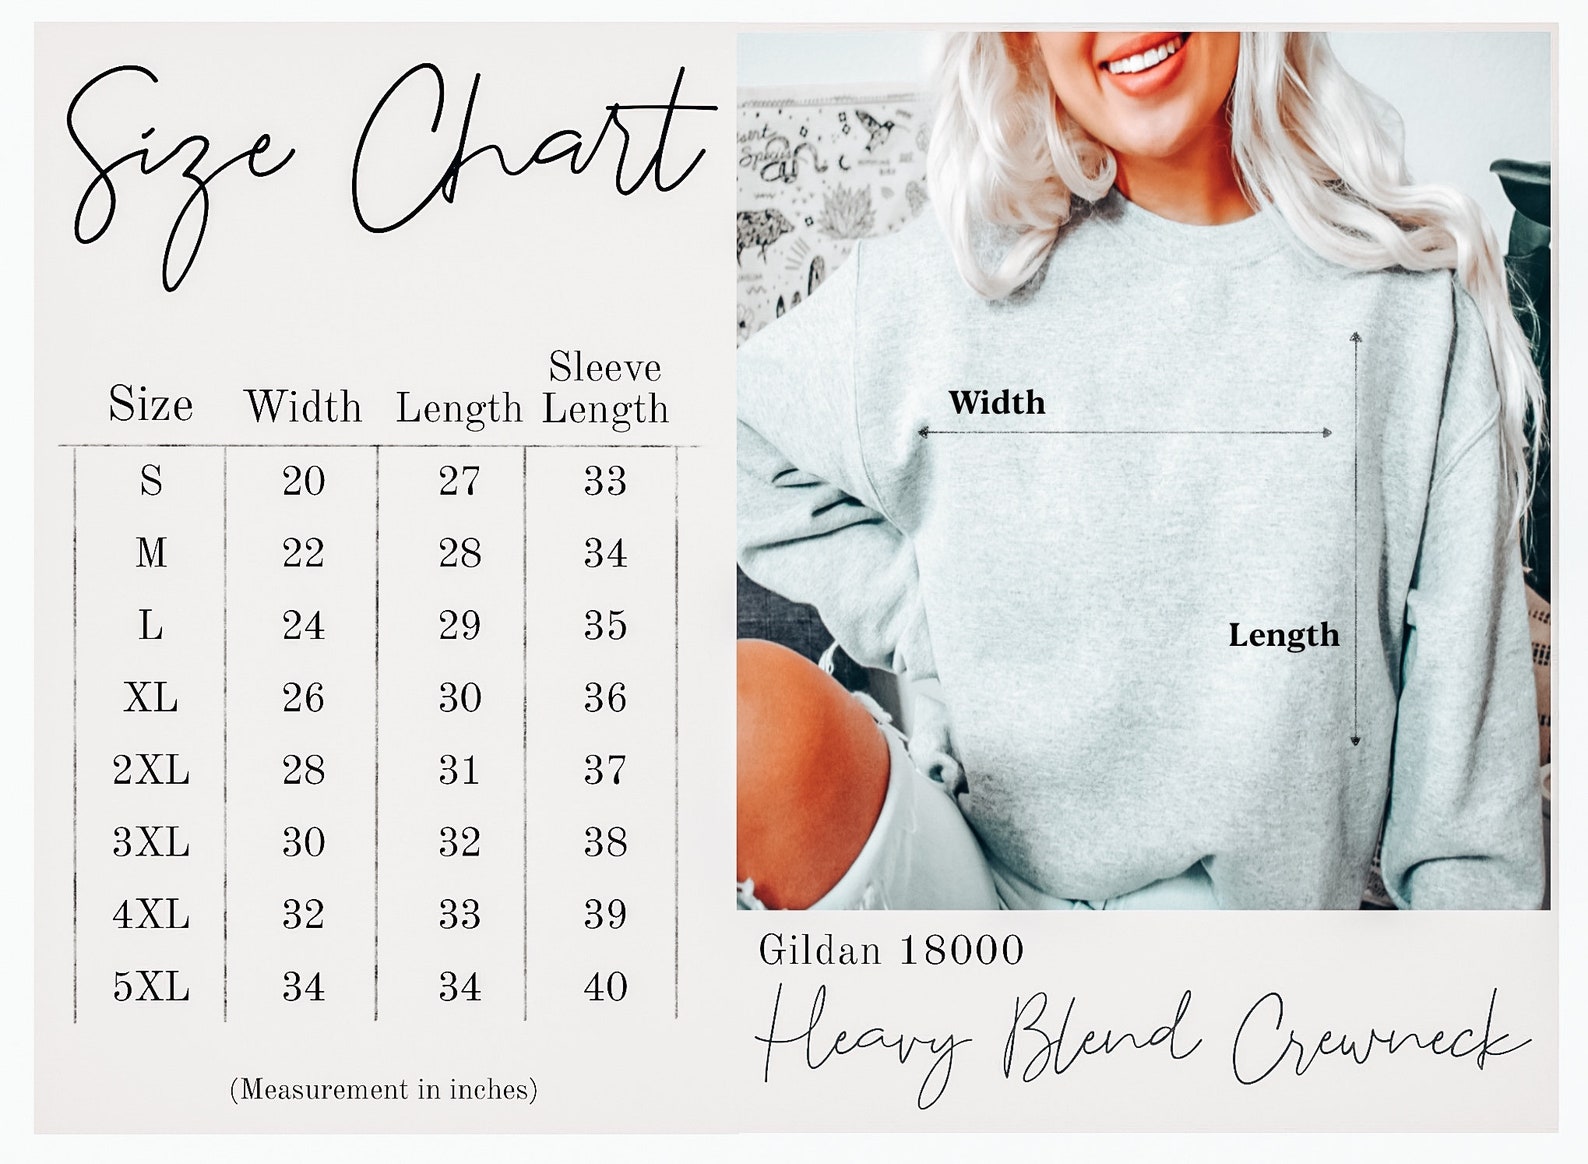 Size Chart
Size Width Length Sleeve Length
S 20 27 33
M 22 28 34
L 24 29 35
XL 26 30 36
2XL 28 31 37
3XL 30 32 38
4XL 32 33 39
5XL 34 34 40
(Measurement in inches)
Width
Length
Gildan 18000
Heavy Blend Crewneck